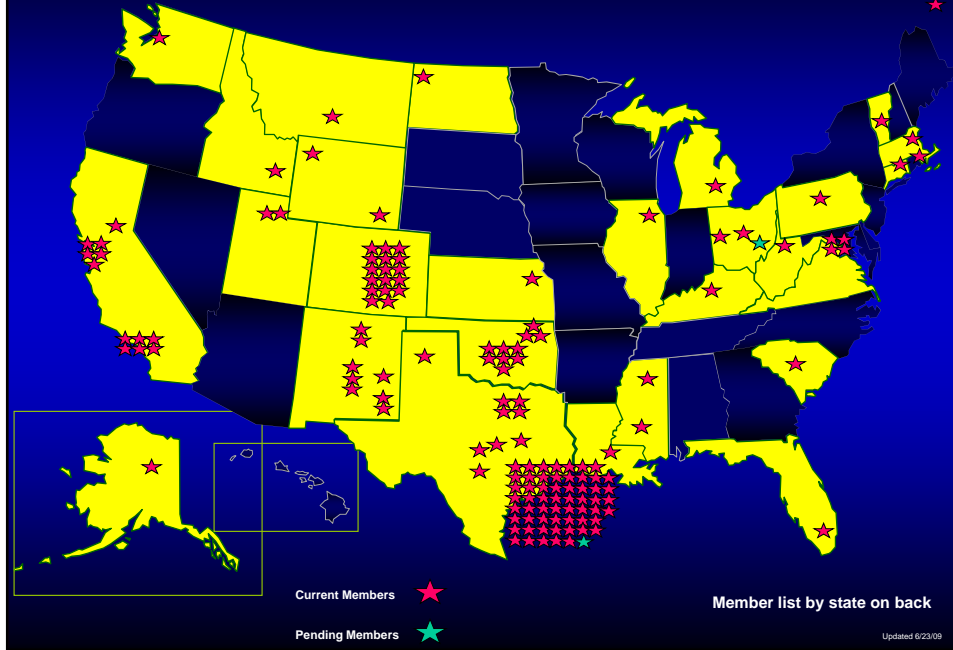 Current Members
Member list by state on back
Pending Members
Updated 6/23/09